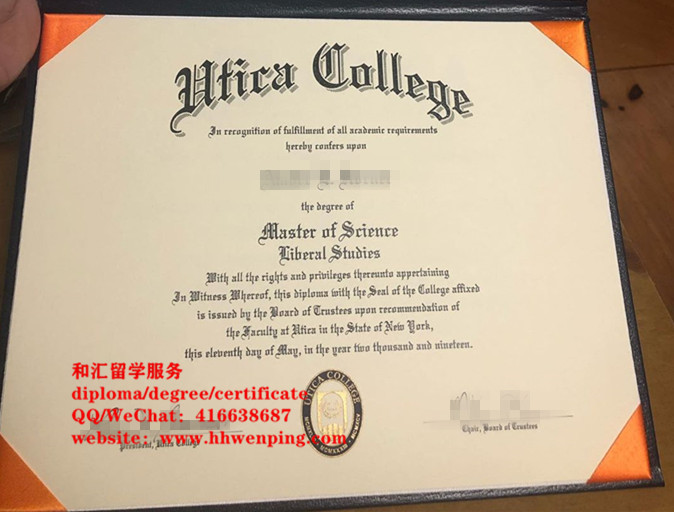 Utica College
In recognition of fulfillment of all academic requirements
hereby confers upon
the degree of
Master of Science
Liberal Studies
With all the rights and privileges thereunto appertaining
In Witness Whereof, this diploma with the Seal of the College affixed
is issued by the Board of Trustees upon recommendation of
the Faculty at Utica in the State of New York,
this eleventh day of May, in the year two thousand and nineteen.
和汇留学服务
diploma/degree/certificate
QQ/WeChat: 416638687
website: www.hhwenping.com
President, Utica College
UTICA COLLEGE
Chair, Board of Trustees